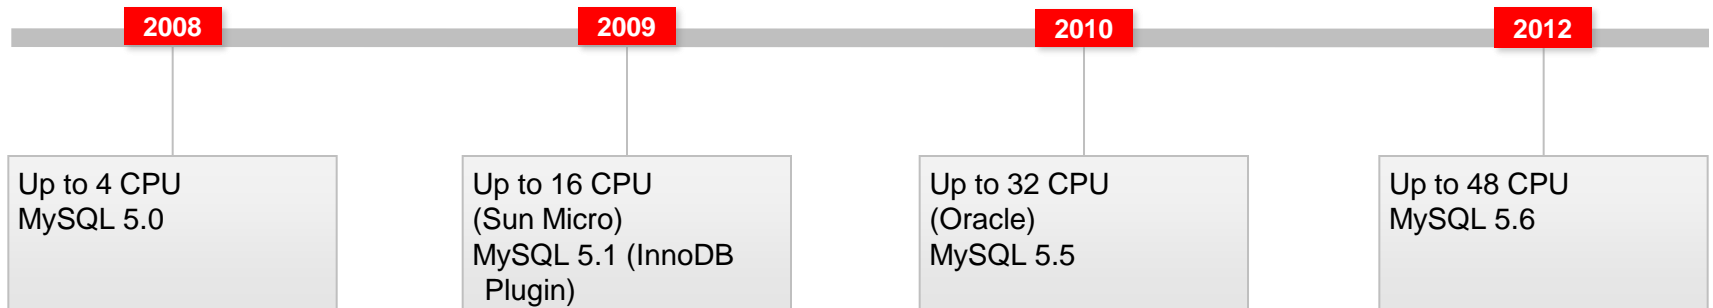 2008
2009
2010
2012
Up to 4 CPU
MySQL 5.0
Up to 16 CPU
(Sun Micro)
MySQL 5.1 (InnoDB
Plugin)
Up to 32 CPU
(Oracle)
MySQL 5.5
Up to 48 CPU
MySQL 5.6